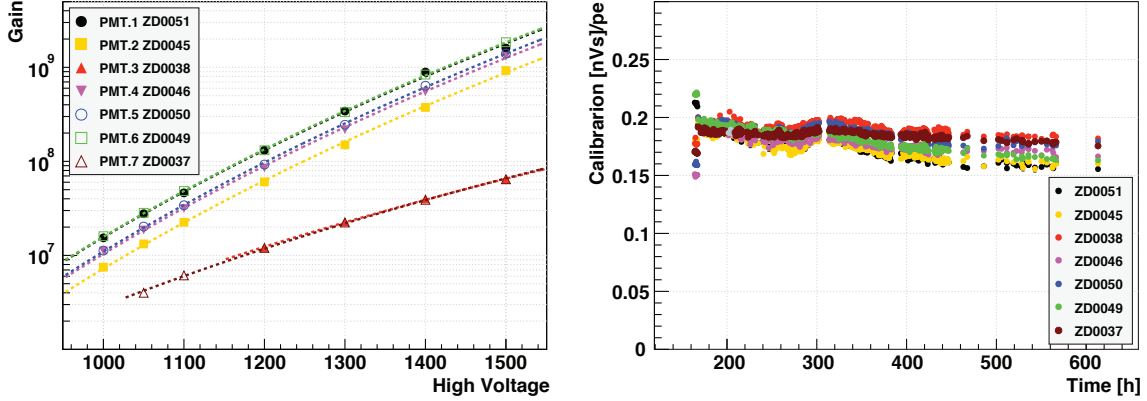 Gain
PMT.1 ZD0051
PMT.2 ZD0045
PMT.3 ZD0038
PMT.4 ZD0046
PMT.5 ZD0050
PMT.6 ZD0049
PMT.7 ZD0037
10^9
10^8
10^7
1000 1100 1200 1300 1400 1500
High Voltage
Calibrarion [nVs]/pe
0.25
0.2
0.15
0.1
0.05
0
ZD0051
ZD0045
ZD0038
ZD0046
ZD0050
ZD0049
ZD0037
200 300 400 500 600
Time [h]